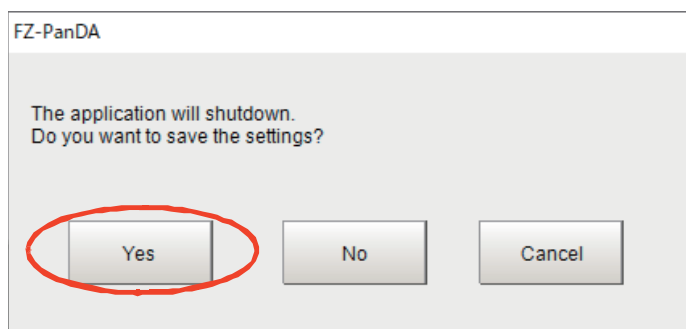 FZ-PanDA
The application will shutdown.
Do you want to save the settings?
Yes No Cancel